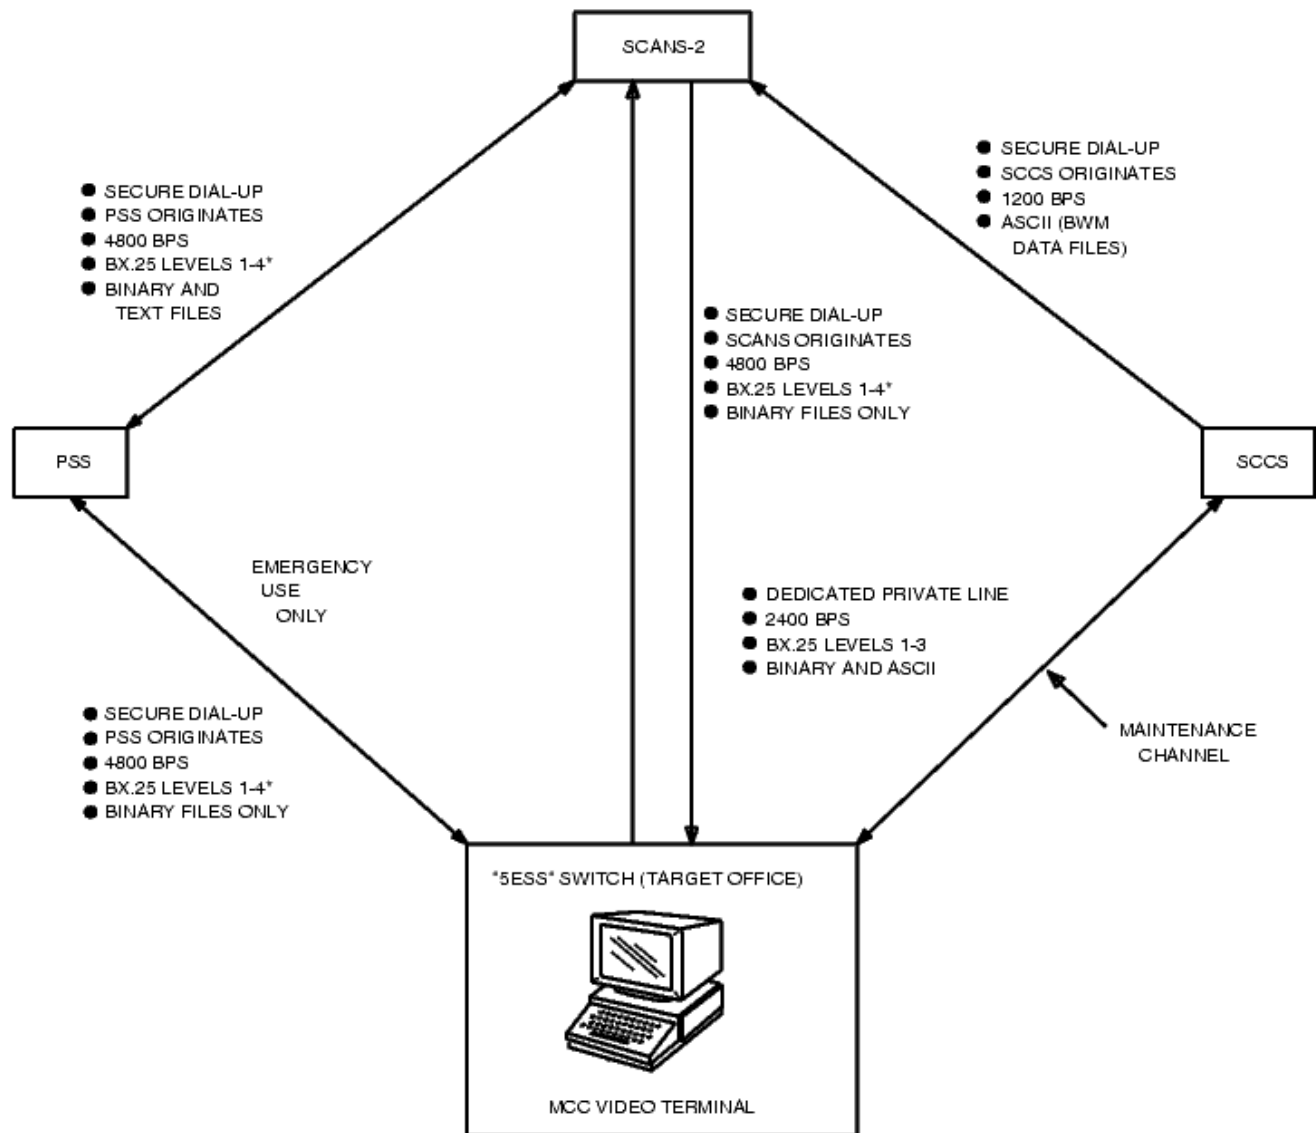 SCANS-2
● SECURE DIAL-UP
● PSS ORIGINATES
● 4800 BPS
● BX.25 LEVELS 1-4*
● BINARY AND
TEXT FILES
● SECURE DIAL-UP
● SCCS ORIGINATES
● 1200 BPS
● ASCII (BWM
DATA FILES)
● SECURE DIAL-UP
● SCANS ORIGINATES
● 4800 BPS
● BX.25 LEVELS 1-4*
● BINARY FILES ONLY
PSS
SCCS
EMERGENCY
USE
ONLY
● DEDICATED PRIVATE LINE
● 2400 BPS
● BX.25 LEVELS 1-3
● BINARY AND ASCII
● SECURE DIAL-UP
● PSS ORIGINATES
● 4800 BPS
● BX.25 LEVELS 1-4*
● BINARY FILES ONLY
MAINTENANCE
CHANNEL
"5ESS" SWITCH (TARGET OFFICE)
MCC VIDEO TERMINAL